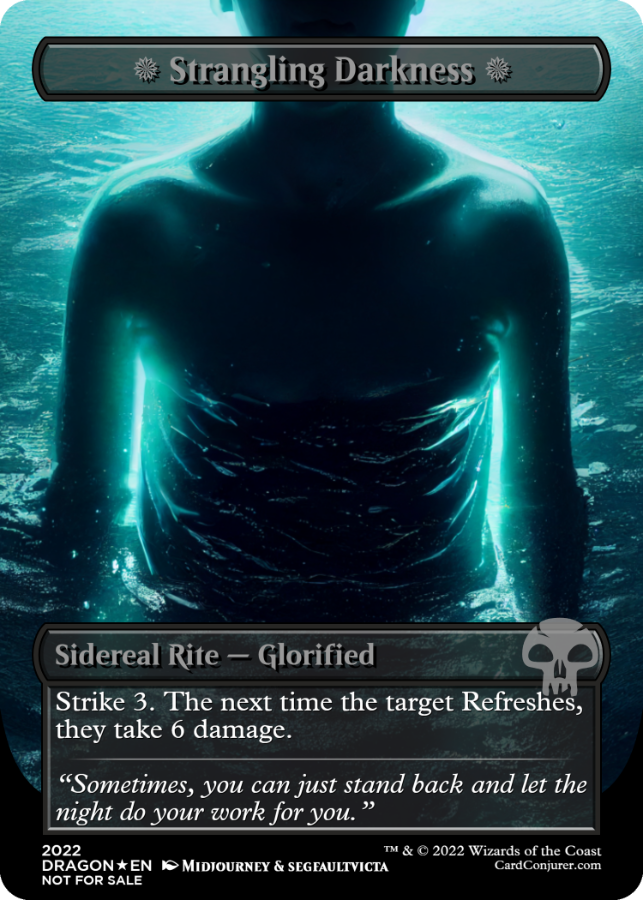 Strangling Darkness
Sidereal Rite — Glorified
Strike 3. The next time the target Refreshes,
they take 6 damage.
“Sometimes, you can just stand back and let the
night do your work for you.”
2022
DRAGON★EN Midjourney & segfaultvicta
NOT FOR SALE
™ & © 2022 Wizards of the Coast
CardConjurer.com